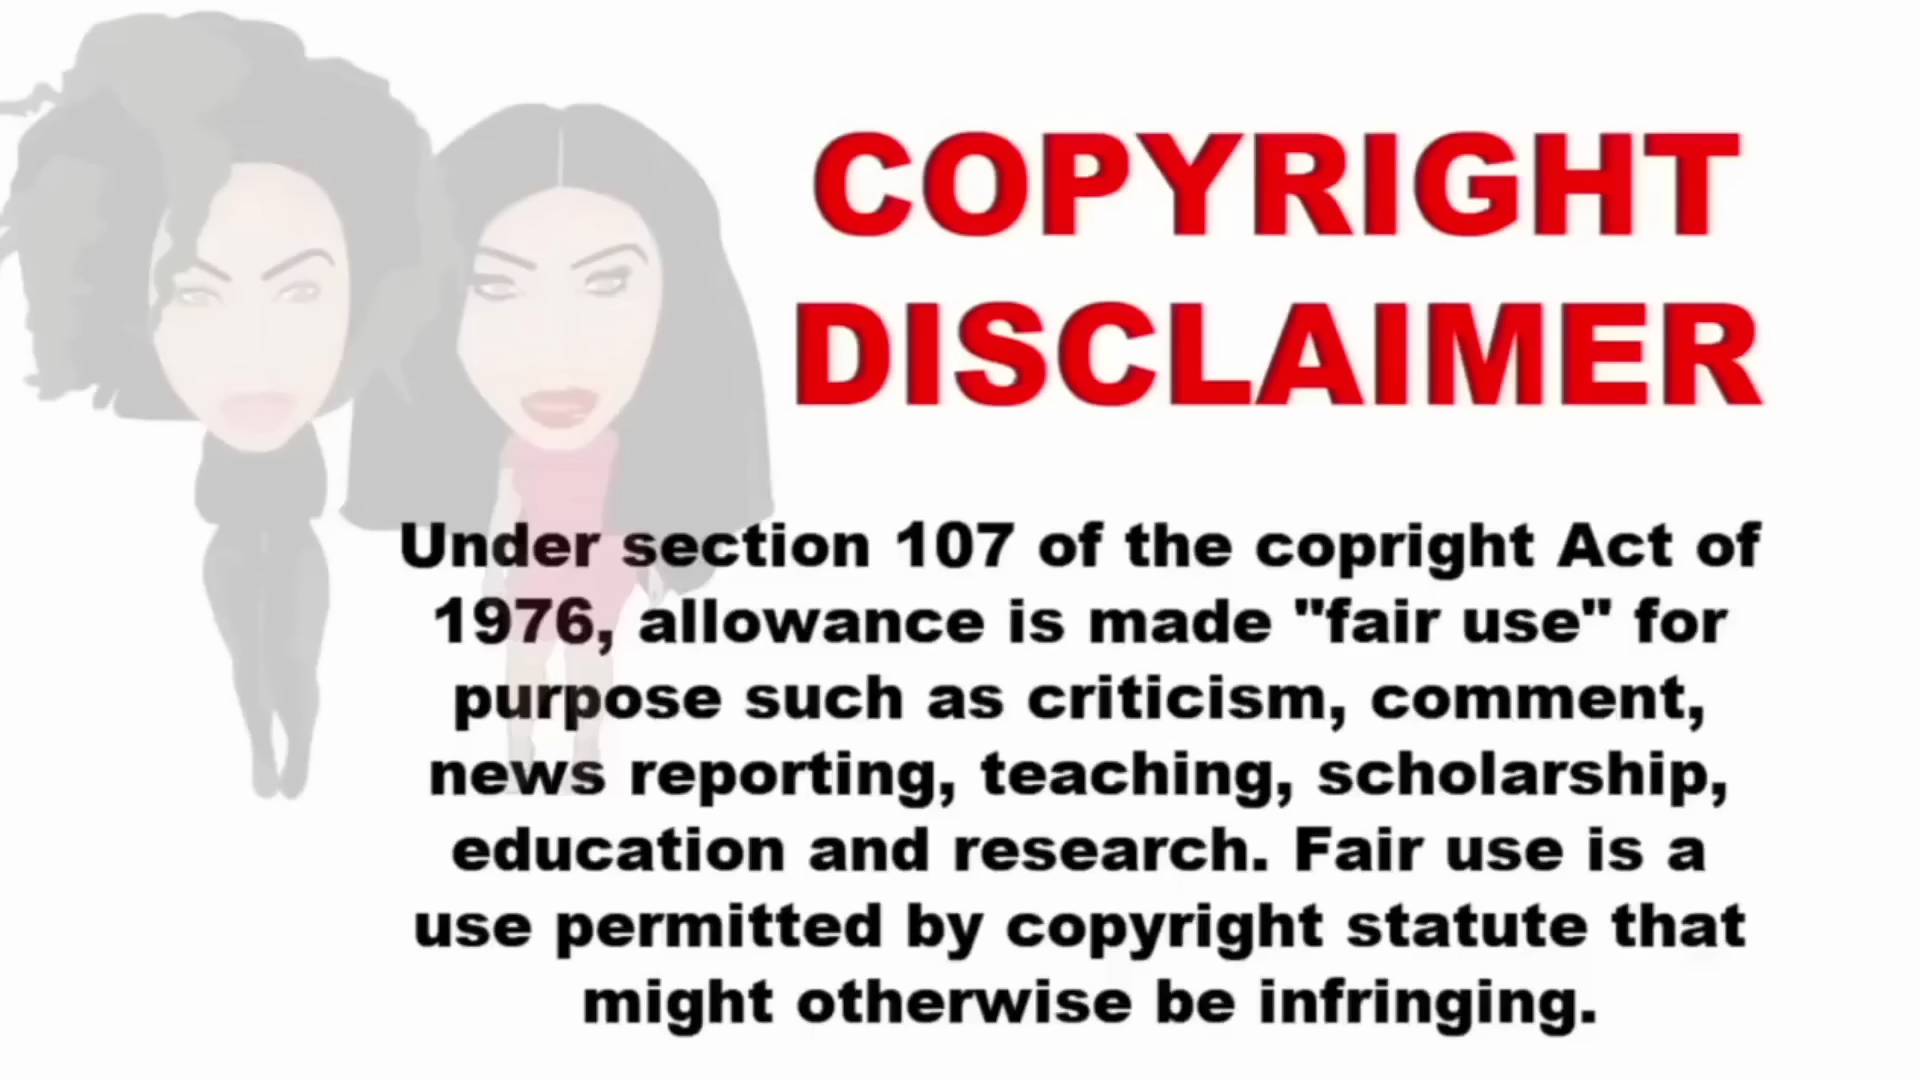 COPYRIGHT
DISCLAIMER
Under section 107 of the copright Act of
1976, allowance is made "fair use" for
purpose such as criticism, comment,
news reporting, teaching, scholarship,
education and research. Fair use is a
use permitted by copyright statute that
might otherwise be infringing.